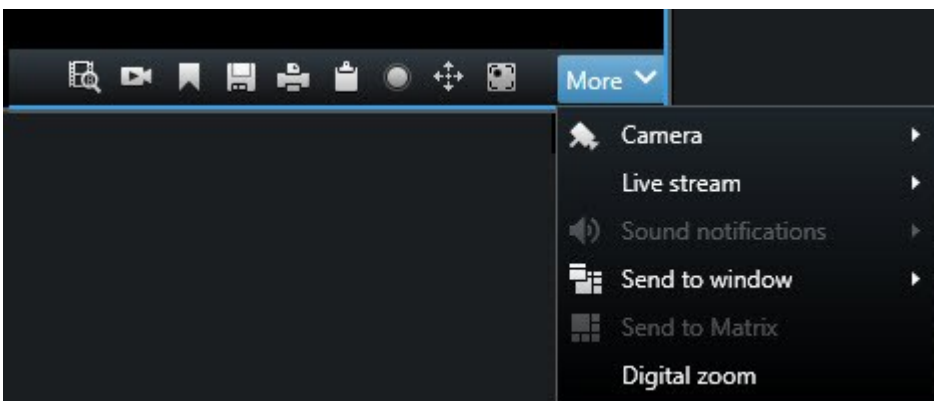 More
Camera
Live stream
Sound notifications
Send to window
Send to Matrix
Digital zoom